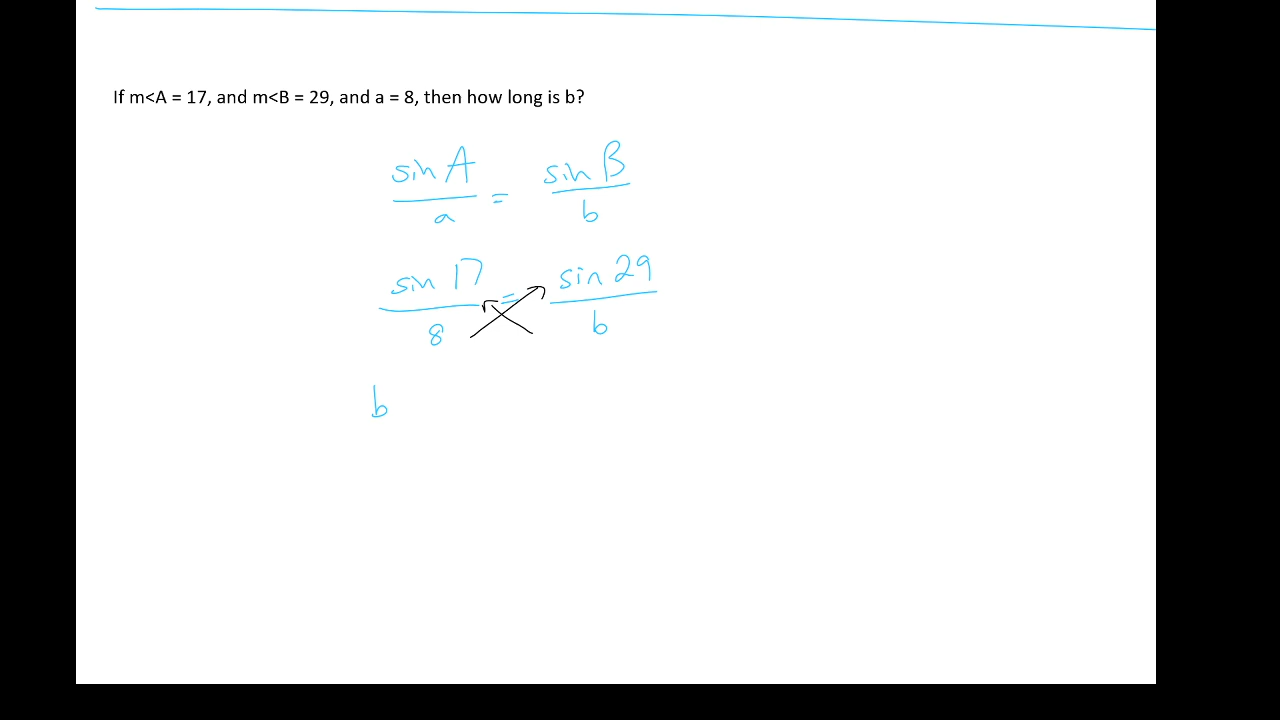 If m<A = 17, and m<B = 29, and a = 8, then how long is b?
sin A = sin B
a b
sin 17 = sin 29
8 b
b